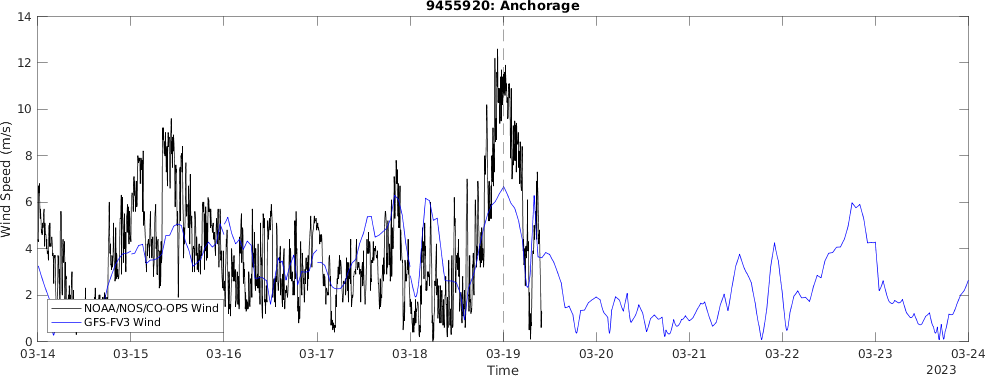 9455920: Anchorage
14
12
10
8
6
4
2
0
Wind Speed (m/s)
NOAA/NOS/CO-OPS Wind
GFS-FV3 Wind
03-14 03-15 03-16 03-17 03-18 03-19 03-20 03-21 03-22 03-23 03-24
Time
2023